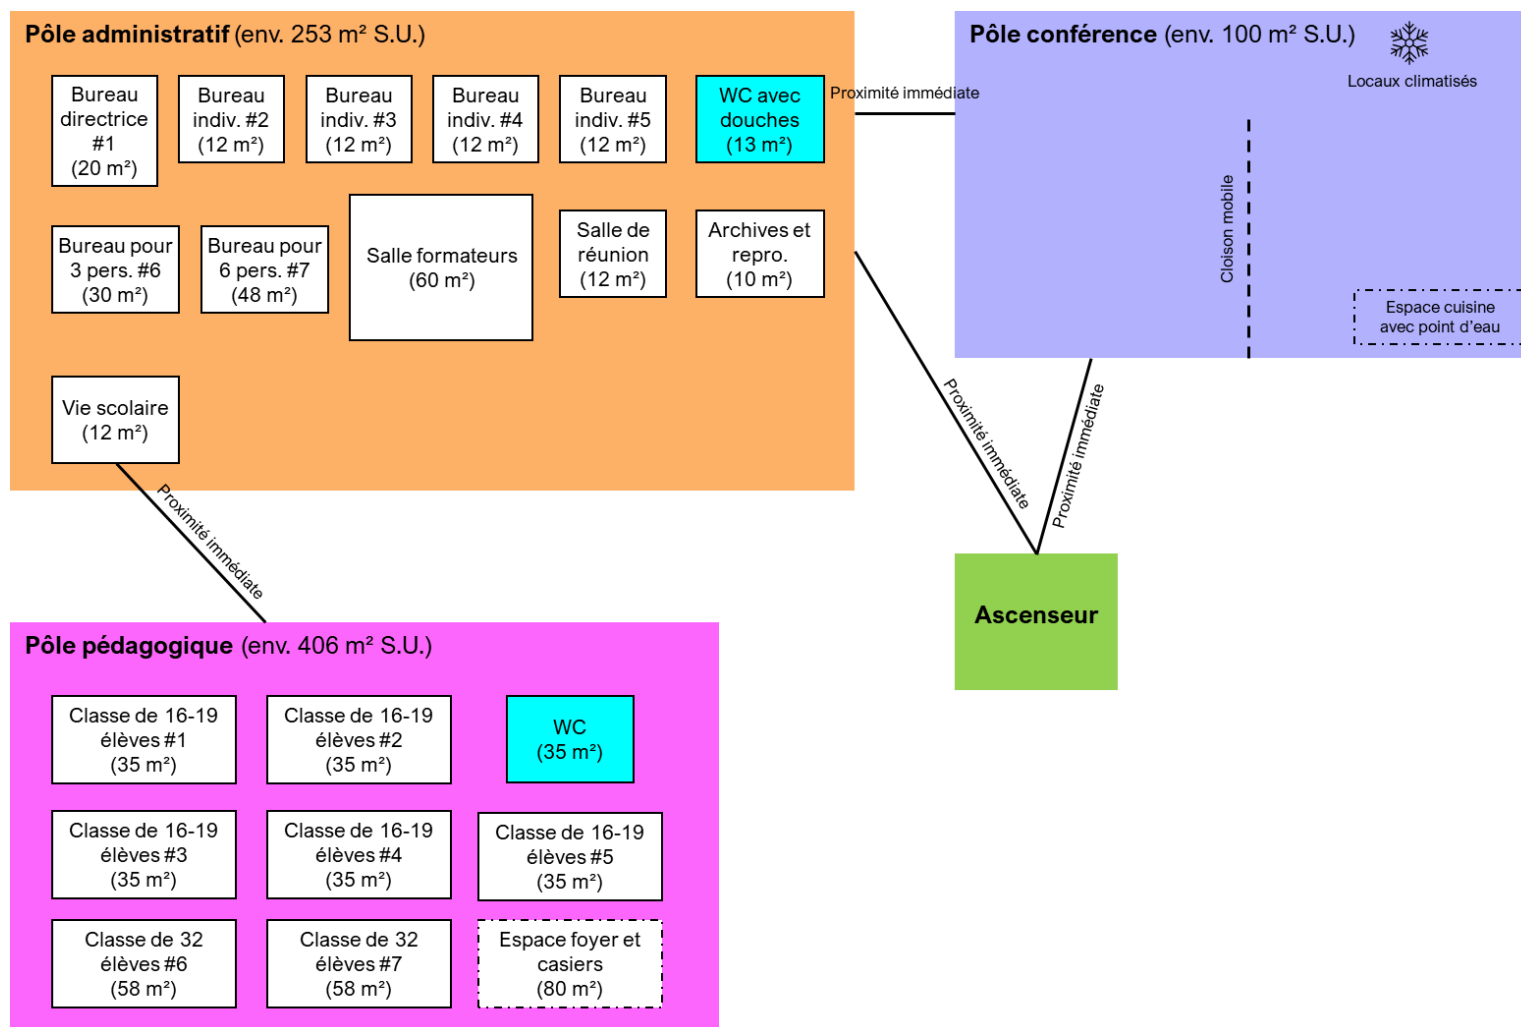 Pôle administratif (env. 253 m² S.U.)
Bureau
directrice
#1
(20 m²)
Bureau
indiv. #2
(12 m²)
Bureau
indiv. #3
(12 m²)
Bureau
indiv. #4
(12 m²)
Bureau
indiv. #5
(12 m²)
WC avec
douches
(13 m²)
Bureau pour
3 pers. #6
(30 m²)
Bureau pour
6 pers. #7
(48 m²)
Salle formateurs
(60 m²)
Salle de
réunion
(12 m²)
Archives et
repro.
(10 m²)
Vie scolaire
(12 m²)
Proximité immédiate
Pôle conférence (env. 100 m² S.U.)
Locaux climatisés
Cloison mobile
Espace cuisine
avec point d'eau
Proximité immédiate
Proximité immédiate
Ascenseur
Proximité immédiate
Pôle pédagogique (env. 406 m² S.U.)
Classe de 16-19
élèves #1
(35 m²)
Classe de 16-19
élèves #2
(35 m²)
WC
(35 m²)
Classe de 16-19
élèves #3
(35 m²)
Classe de 16-19
élèves #4
(35 m²)
Classe de 16-19
élèves #5
(35 m²)
Classe de 32
élèves #6
(58 m²)
Classe de 32
élèves #7
(58 m²)
Espace foyer et
casiers
(80 m²)